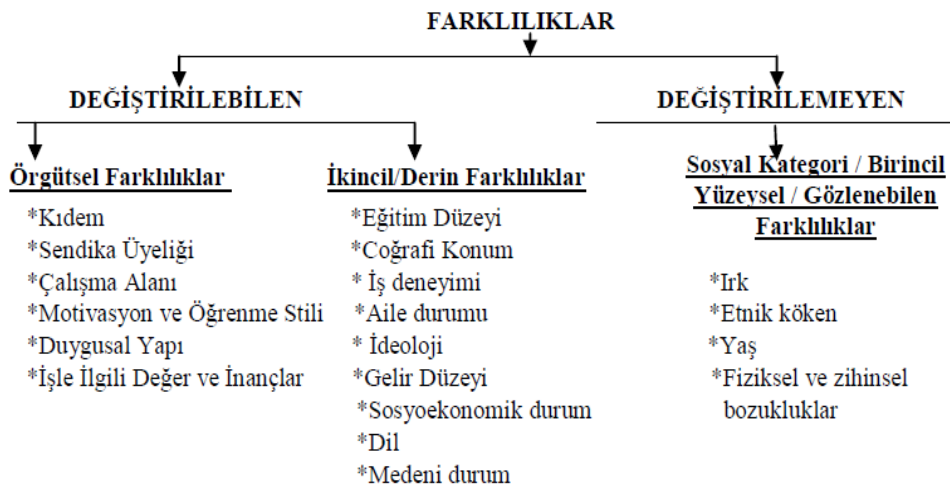 FARKLILIKLAR
DEĞİŞTİRİLEBİLEN
DEĞİŞTİRİLEMEYEN
Örgütsel Farklılıklar
*Kıdem
*Sendika Üyeliği
*Çalışma Alanı
*Motivasyon ve Öğrenme Stili
*Duygusal Yapı
*İşle İlgili Değer ve İnançlar
İkincil/Derin Farklılıklar
*Eğitim Düzeyi
*Coğrafi Konum
* İş deneyimi
*Aile durumu
* İdeoloji
*Gelir Düzeyi
*Sosyoekonomik durum
*Dil
*Medeni durum
Sosyal Kategori / Birincil
Yüzeysel / Gözlenebilen
Farklılıklar
*Irk
*Etnik köken
*Yaş
*Fiziksel ve zihinsel
bozukluklar